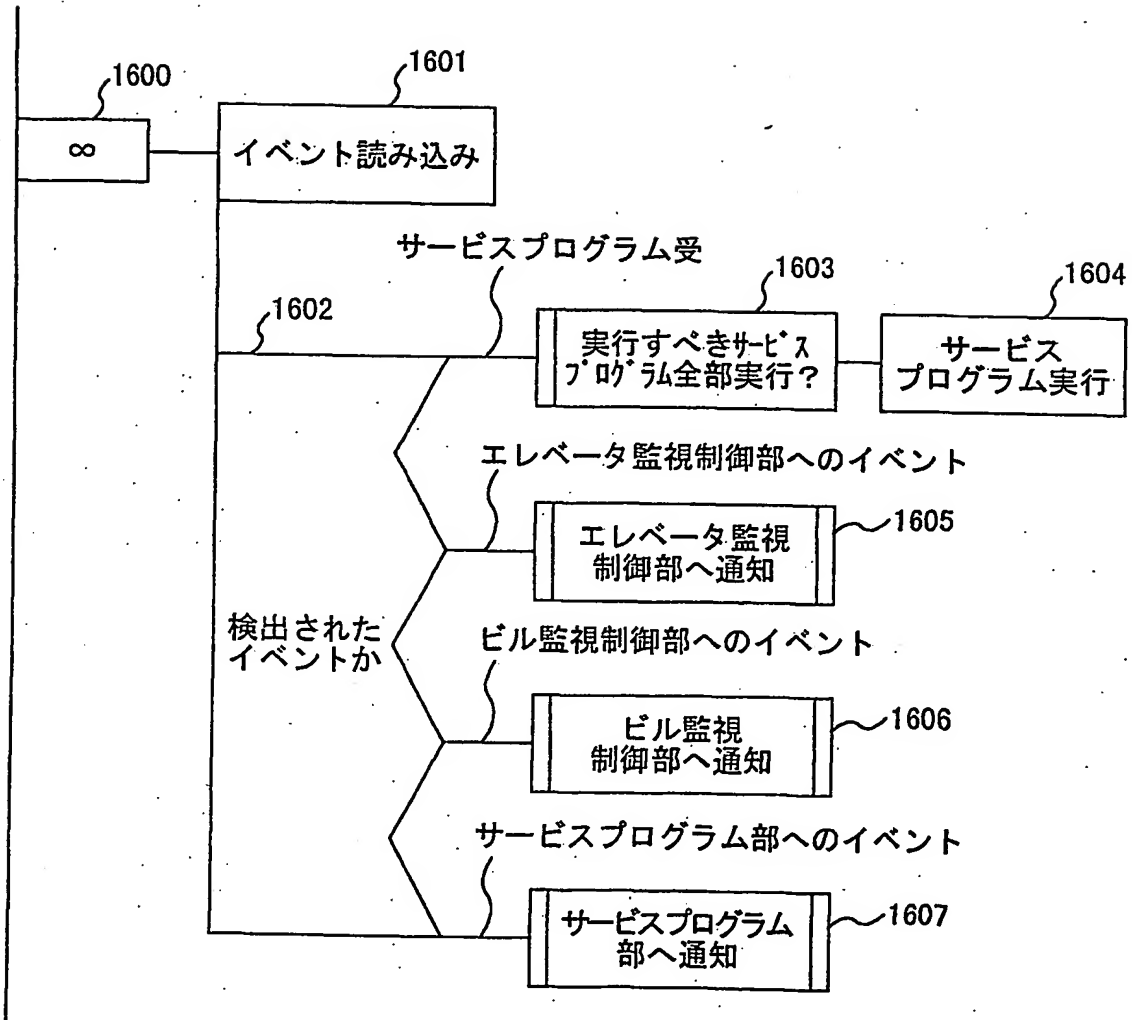 1600
∞
1601
イベント読み込み
サービスプログラム受
1602
1603
実行すべきサービス
プログラム全部実行?
1604
サービス
プログラム実行
エレベータ監視制御部へのイベント
1605
エレベータ監視
制御部へ通知
検出された
イベントか
ビル監視制御部へのイベント
1606
ビル監視
制御部へ通知
サービスプログラム部へのイベント
1607
サービスプログラム
部へ通知